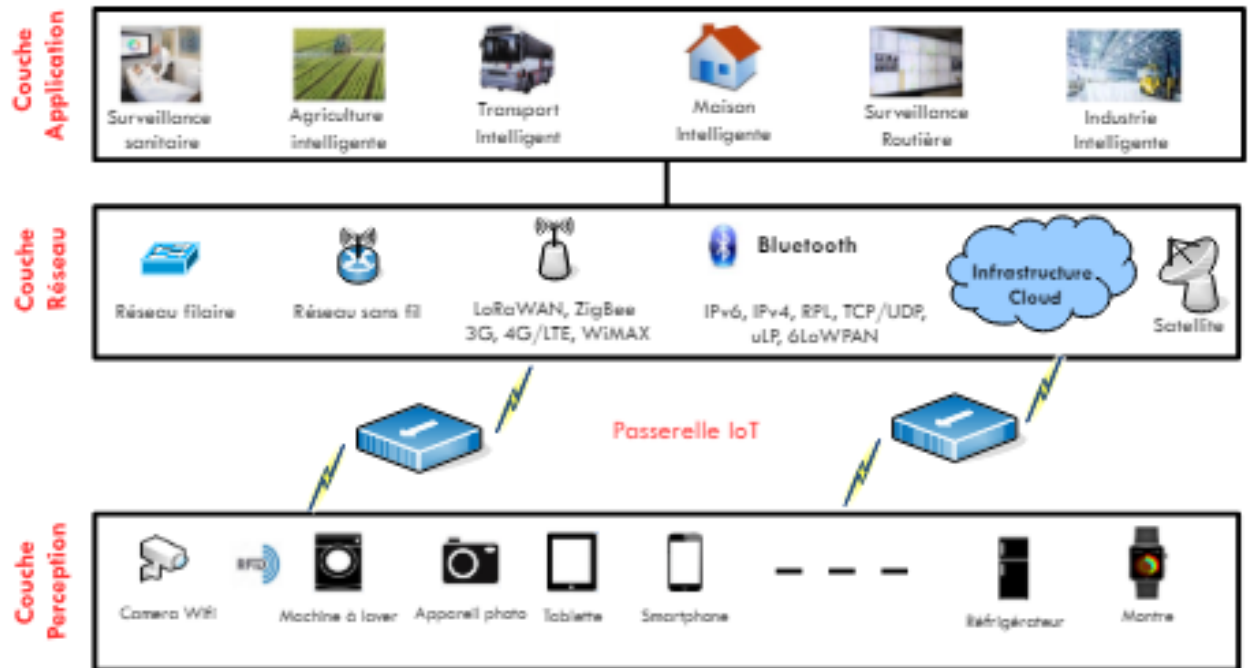 Couche
Application
Surveillance
sanitaire
Agriculture
intelligente
Transport
Intelligent
Maison
Intelligente
Surveillance
Routière
Industrie
Intelligente
Couche
Réseau
Réseau filaire
Réseau sans fil
LoRaWAN, ZigBee
3G, 4G/LTE, WiMAX
Bluetooth
IPv6, IPv4, RPL, TCP/UDP,
uLP, 6LoWPAN
Infrastructure
Cloud
Satellite
Passerelle IoT
Couche
Perception
Camera Wifi
RFID
Machine à laver
Appareil photo
Tablette
Smartphone
Réfrigérateur
Montre